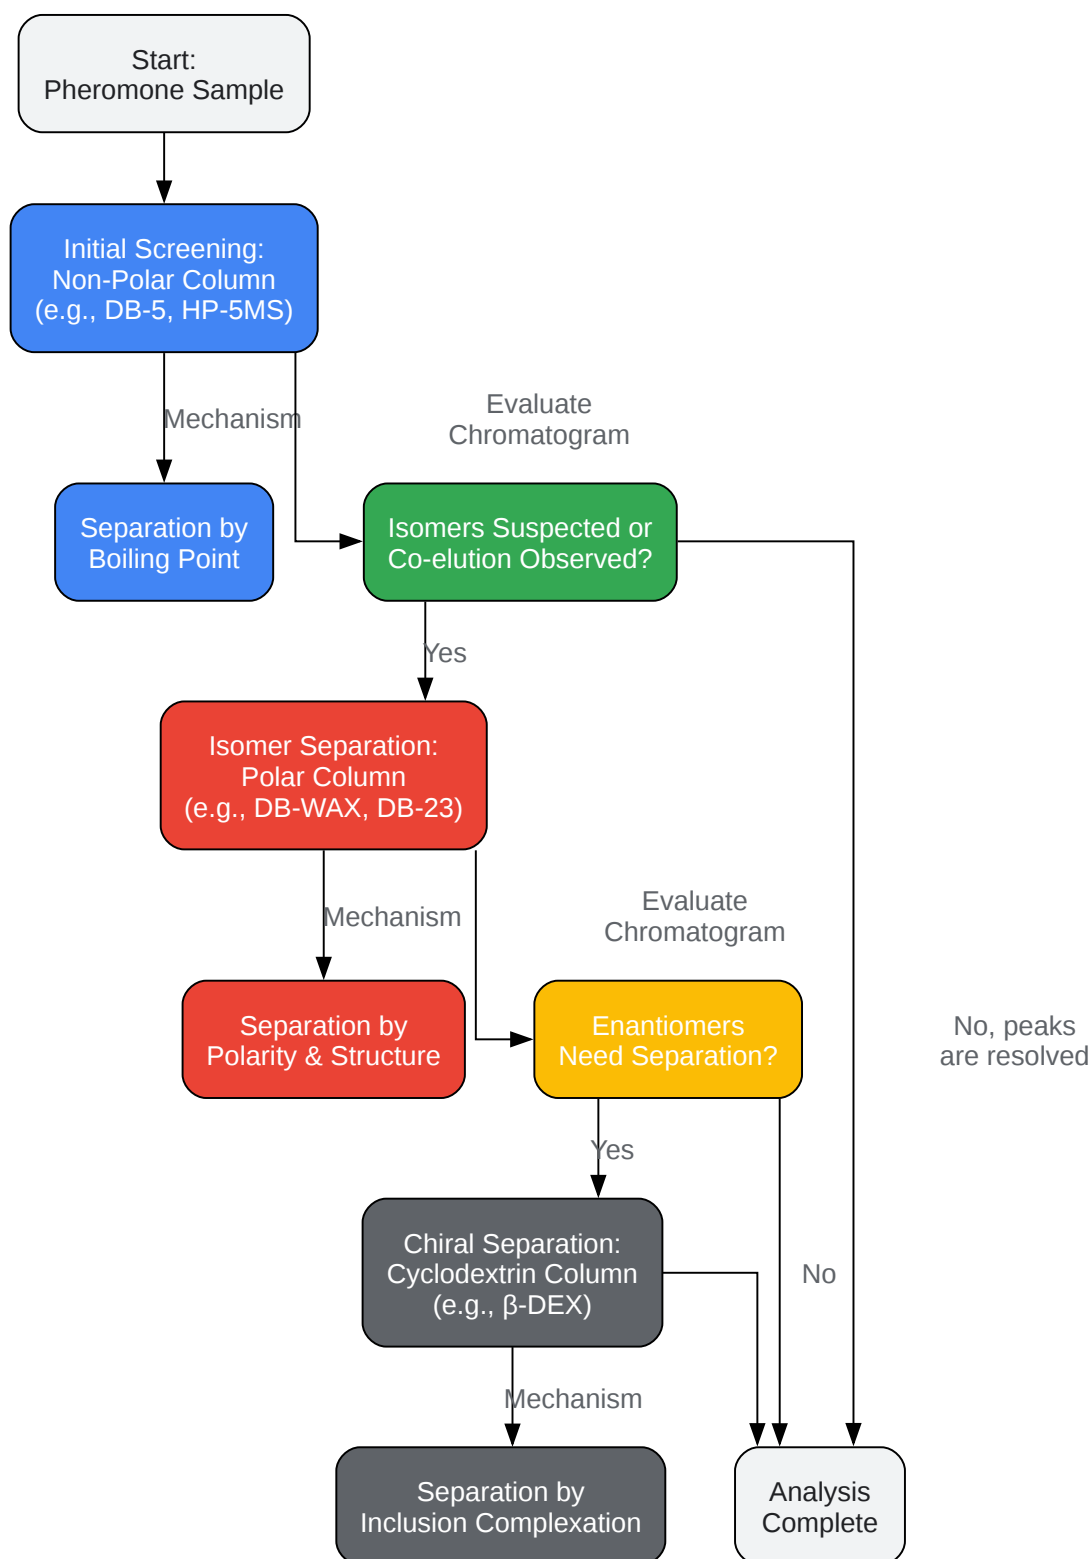 Start:
Pheromone Sample
Initial Screening:
Non-Polar Column
(e.g., DB-5, HP-5MS)
Mechanism
Evaluate
Chromatogram
Separation by
Boiling Point
Isomers Suspected or
Co-elution Observed?
Yes
Isomer Separation:
Polar Column
(e.g., DB-WAX, DB-23)
Mechanism
Evaluate
Chromatogram
Separation by
Polarity & Structure
Enantiomers
Need Separation?
No, peaks
are resolved
Yes
Chiral Separation:
Cyclodextrin Column
(e.g., β-DEX)
No
Mechanism
Separation by
Inclusion Complexation
Analysis
Complete